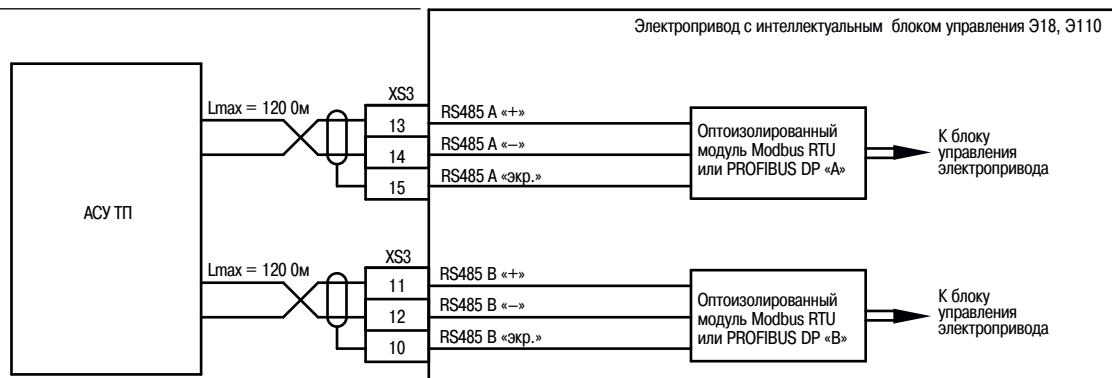 Электропривод с интеллектуальным блоком управления Э18, Э110
АСУ ТП
Lmax = 120 Ом
XS3
13
14
15
RS485 A «+»
RS485 A «–»
RS485 A «экр.»
Оптоизолированный
модуль Modbus RTU
или PROFIBUS DP «A»
К блоку
управления
электропривода
Lmax = 120 Ом
XS3
11
12
10
RS485 B «+»
RS485 B «–»
RS485 B «экр.»
Оптоизолированный
модуль Modbus RTU
или PROFIBUS DP «B»
К блоку
управления
электропривода